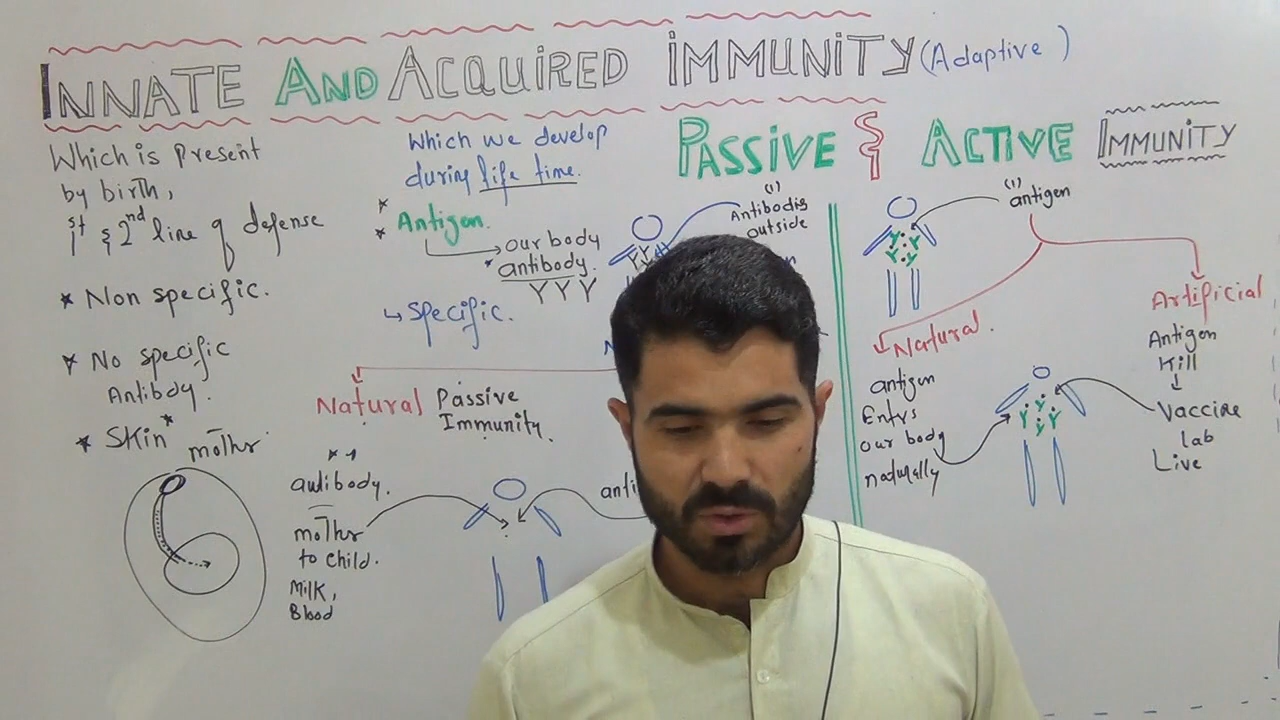 INNATE AND ACQUIRED IMMUNITY (Adaptive)
Which is Present
by birth,
1st & 2nd line of defense
* Non specific.
* No specific
Antibody.
* Skin *
mother
Which we develop
during life time.
* Antigen.
our body
* antibody.
YYY
↳ Specific.
PASSIVE & ACTIVE IMMUNITY
(1)
Antibodies
outside
Natural Passive
Immunity.
antibody.
mother
to child.
Milk,
Blood
(1)
antigen
Natural.
antigen
Entrs
our body
naturally
Artificial
Antigen
Kill
↓
Vaccine
lab
Live